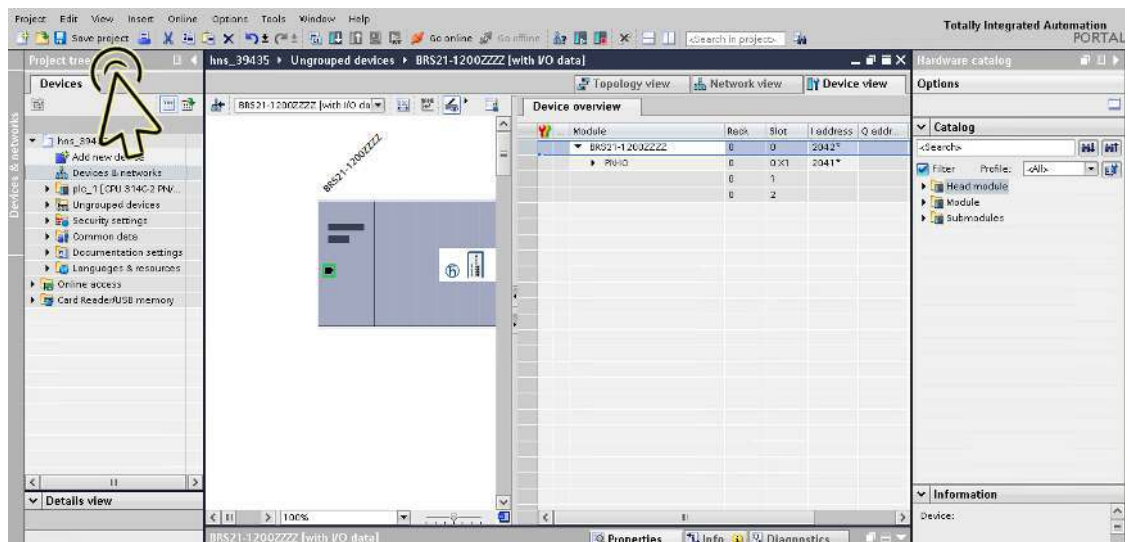 Project Edit View Insert Online Options Tools Window Help
Totally Integrated Automation
PORTAL
Save project
Go online
Go offline
<Search in project>
Project tree
hns_39435 ▸ Ungrouped devices ▸ BRS21-1200ZZZZ [with I/O data]
Hardware catalog
Devices
Topology view
Network view
Device view
Options
BRS21-1200ZZZZ [with I/O da
Device overview
Devices & networks
Module Rack Slot I address Q addr...
BRS21-1200ZZZZ 0 0 2042*
PN-IO 0 0 X1 2041*
0 1
0 2
Catalog
<Search>
Filter Profile: <All>
Head module
Module
Submodules
Add new
Devices & networks
plc_1 [CPU 314C-2 PN/...
Ungrouped devices
Security settings
Common data
Documentation settings
Languages & resources
Online access
Card Reader/USB memory
BRS21-1200ZZZZ
Details view
100%
Information
Device:
BRS21-1200ZZZZ [with I/O data]
Properties
Info
Diagnostics